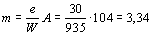 m = e/W A = 30/935 · 104 = 3,34